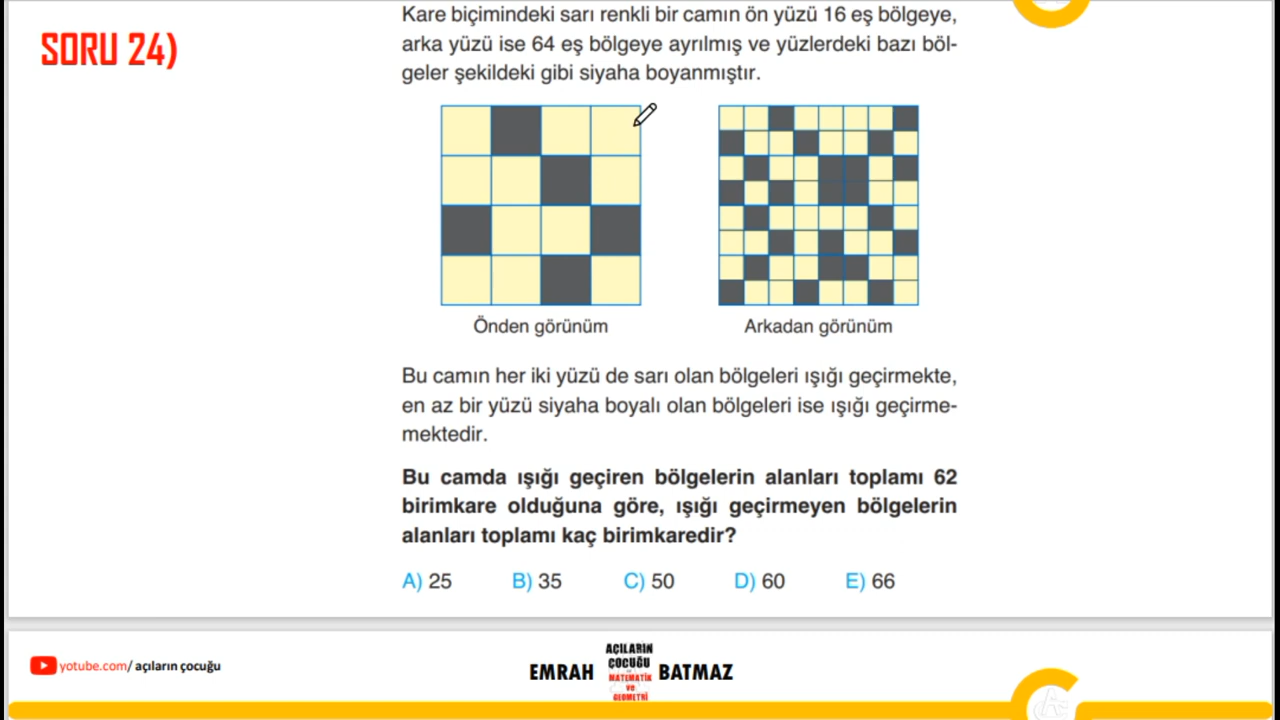 SORU 24)
Kare biçimindeki sarı renkli bir camın ön yüzü 16 eş bölgeye,
arka yüzü ise 64 eş bölgeye ayrılmış ve yüzlerdeki bazı böl-
geler şekildeki gibi siyaha boyanmıştır.
Önden görünüm
Arkadan görünüm
Bu camın her iki yüzü de sarı olan bölgeleri ışığı geçirmekte,
en az bir yüzü siyaha boyalı olan bölgeleri ise ışığı geçirme-
mektedir.
Bu camda ışığı geçiren bölgelerin alanları toplamı 62
birimkare olduğuna göre, ışığı geçirmeyen bölgelerin
alanları toplamı kaç birimkaredir?
A) 25 B) 35 C) 50 D) 60 E) 66
yotube.com/ açıların çocuğu
EMRAH
AÇILARIN
ÇOCUĞU
MATEMATİK
ve
GEOMETRİ
BATMAZ